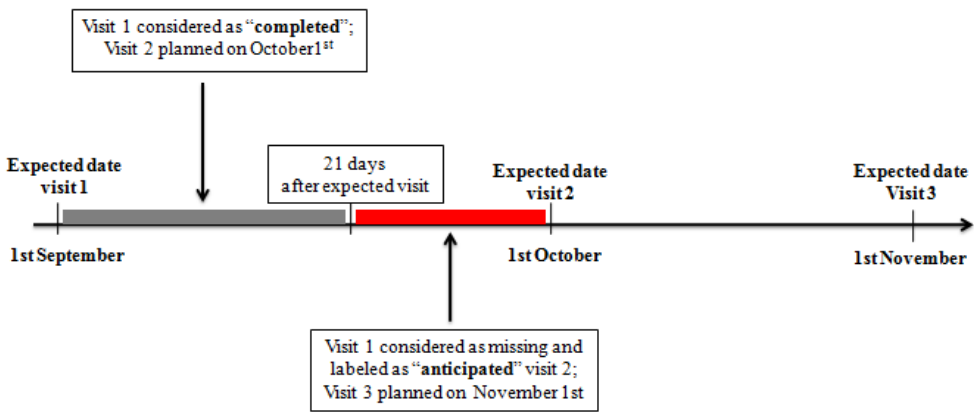 Visit 1 considered as “completed”;
Visit 2 planned on October1st
Expected date
visit 1
21 days
after expected visit
Expected date
visit 2
Expected date
Visit 3
1st September
1st October
1st November
Visit 1 considered as missing and
labeled as “anticipated” visit 2;
Visit 3 planned on November 1st